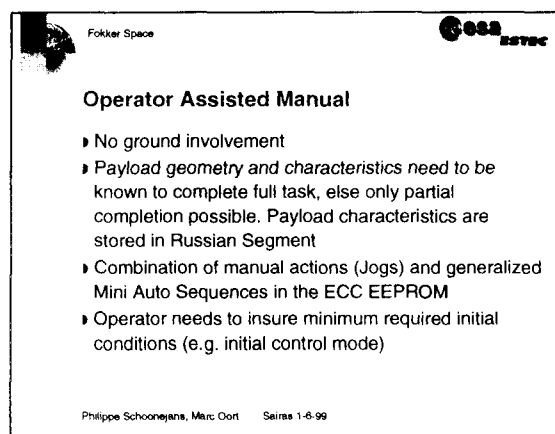 Fokker Space
esa
ESTEC
Operator Assisted Manual
No ground involvement
Payload geometry and characteristics need to be
known to complete full task, else only partial
completion possible. Payload characteristics are
stored in Russian Segment
Combination of manual actions (Jogs) and generalized
Mini Auto Sequences in the ECC EEPROM
Operator needs to insure minimum required initial
conditions (e.g. initial control mode)
Philippe Schoonejans, Marc Oort Sairas 1-6-99